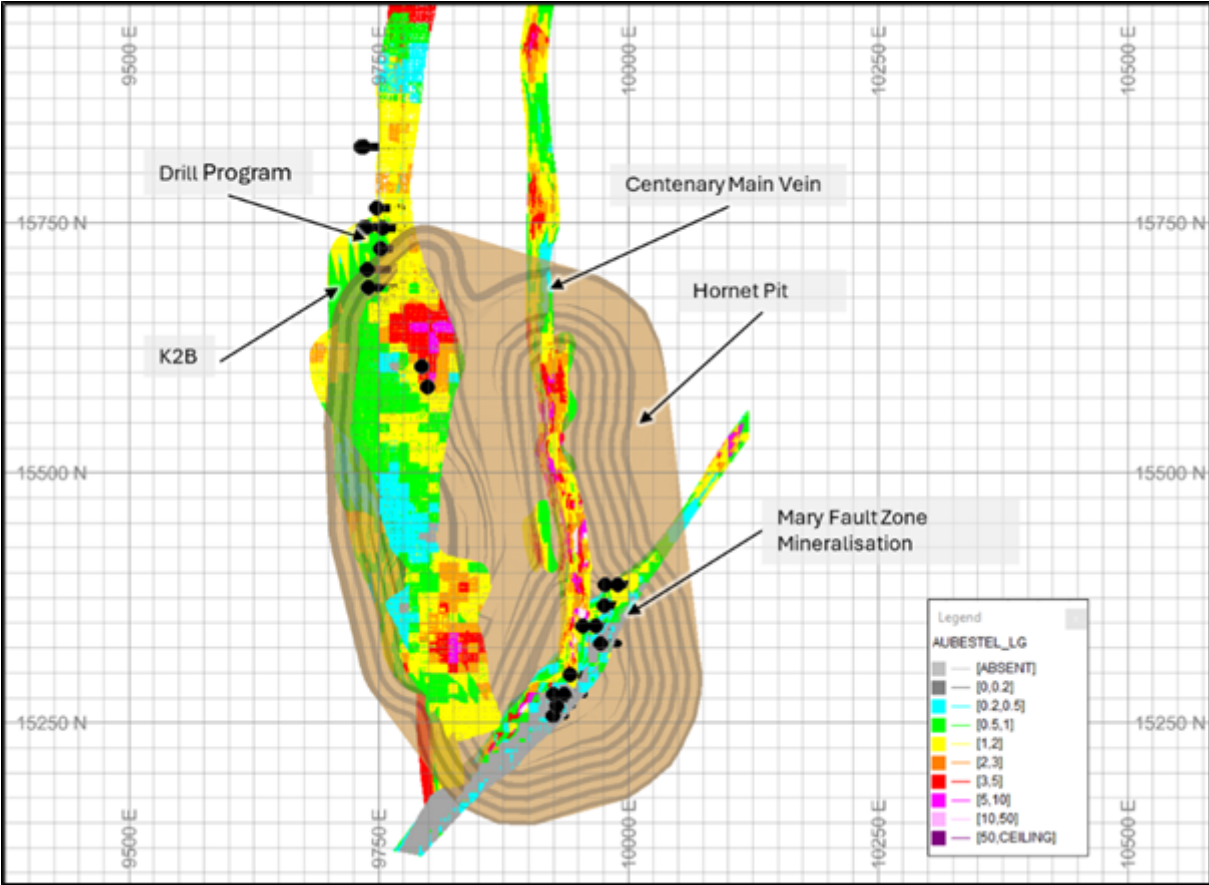 9500 E
9750 E
10000 E
10250 E
10500 E
Drill Program
Centenary Main Vein
15750 N
15750 N
Hornet Pit
K2B
15500 N
15500 N
Mary Fault Zone
Mineralisation
Legend
AUBESTEL_LG
[ABSENT]
[0,0.2]
[0.2,0.5]
[0.5,1]
[1,2]
[2,3]
[3,5]
[5,10]
[10,50]
[50,CEILING]
15250 N
15250 N
9500 E
9750 E
10000 E
10250 E
10500 E